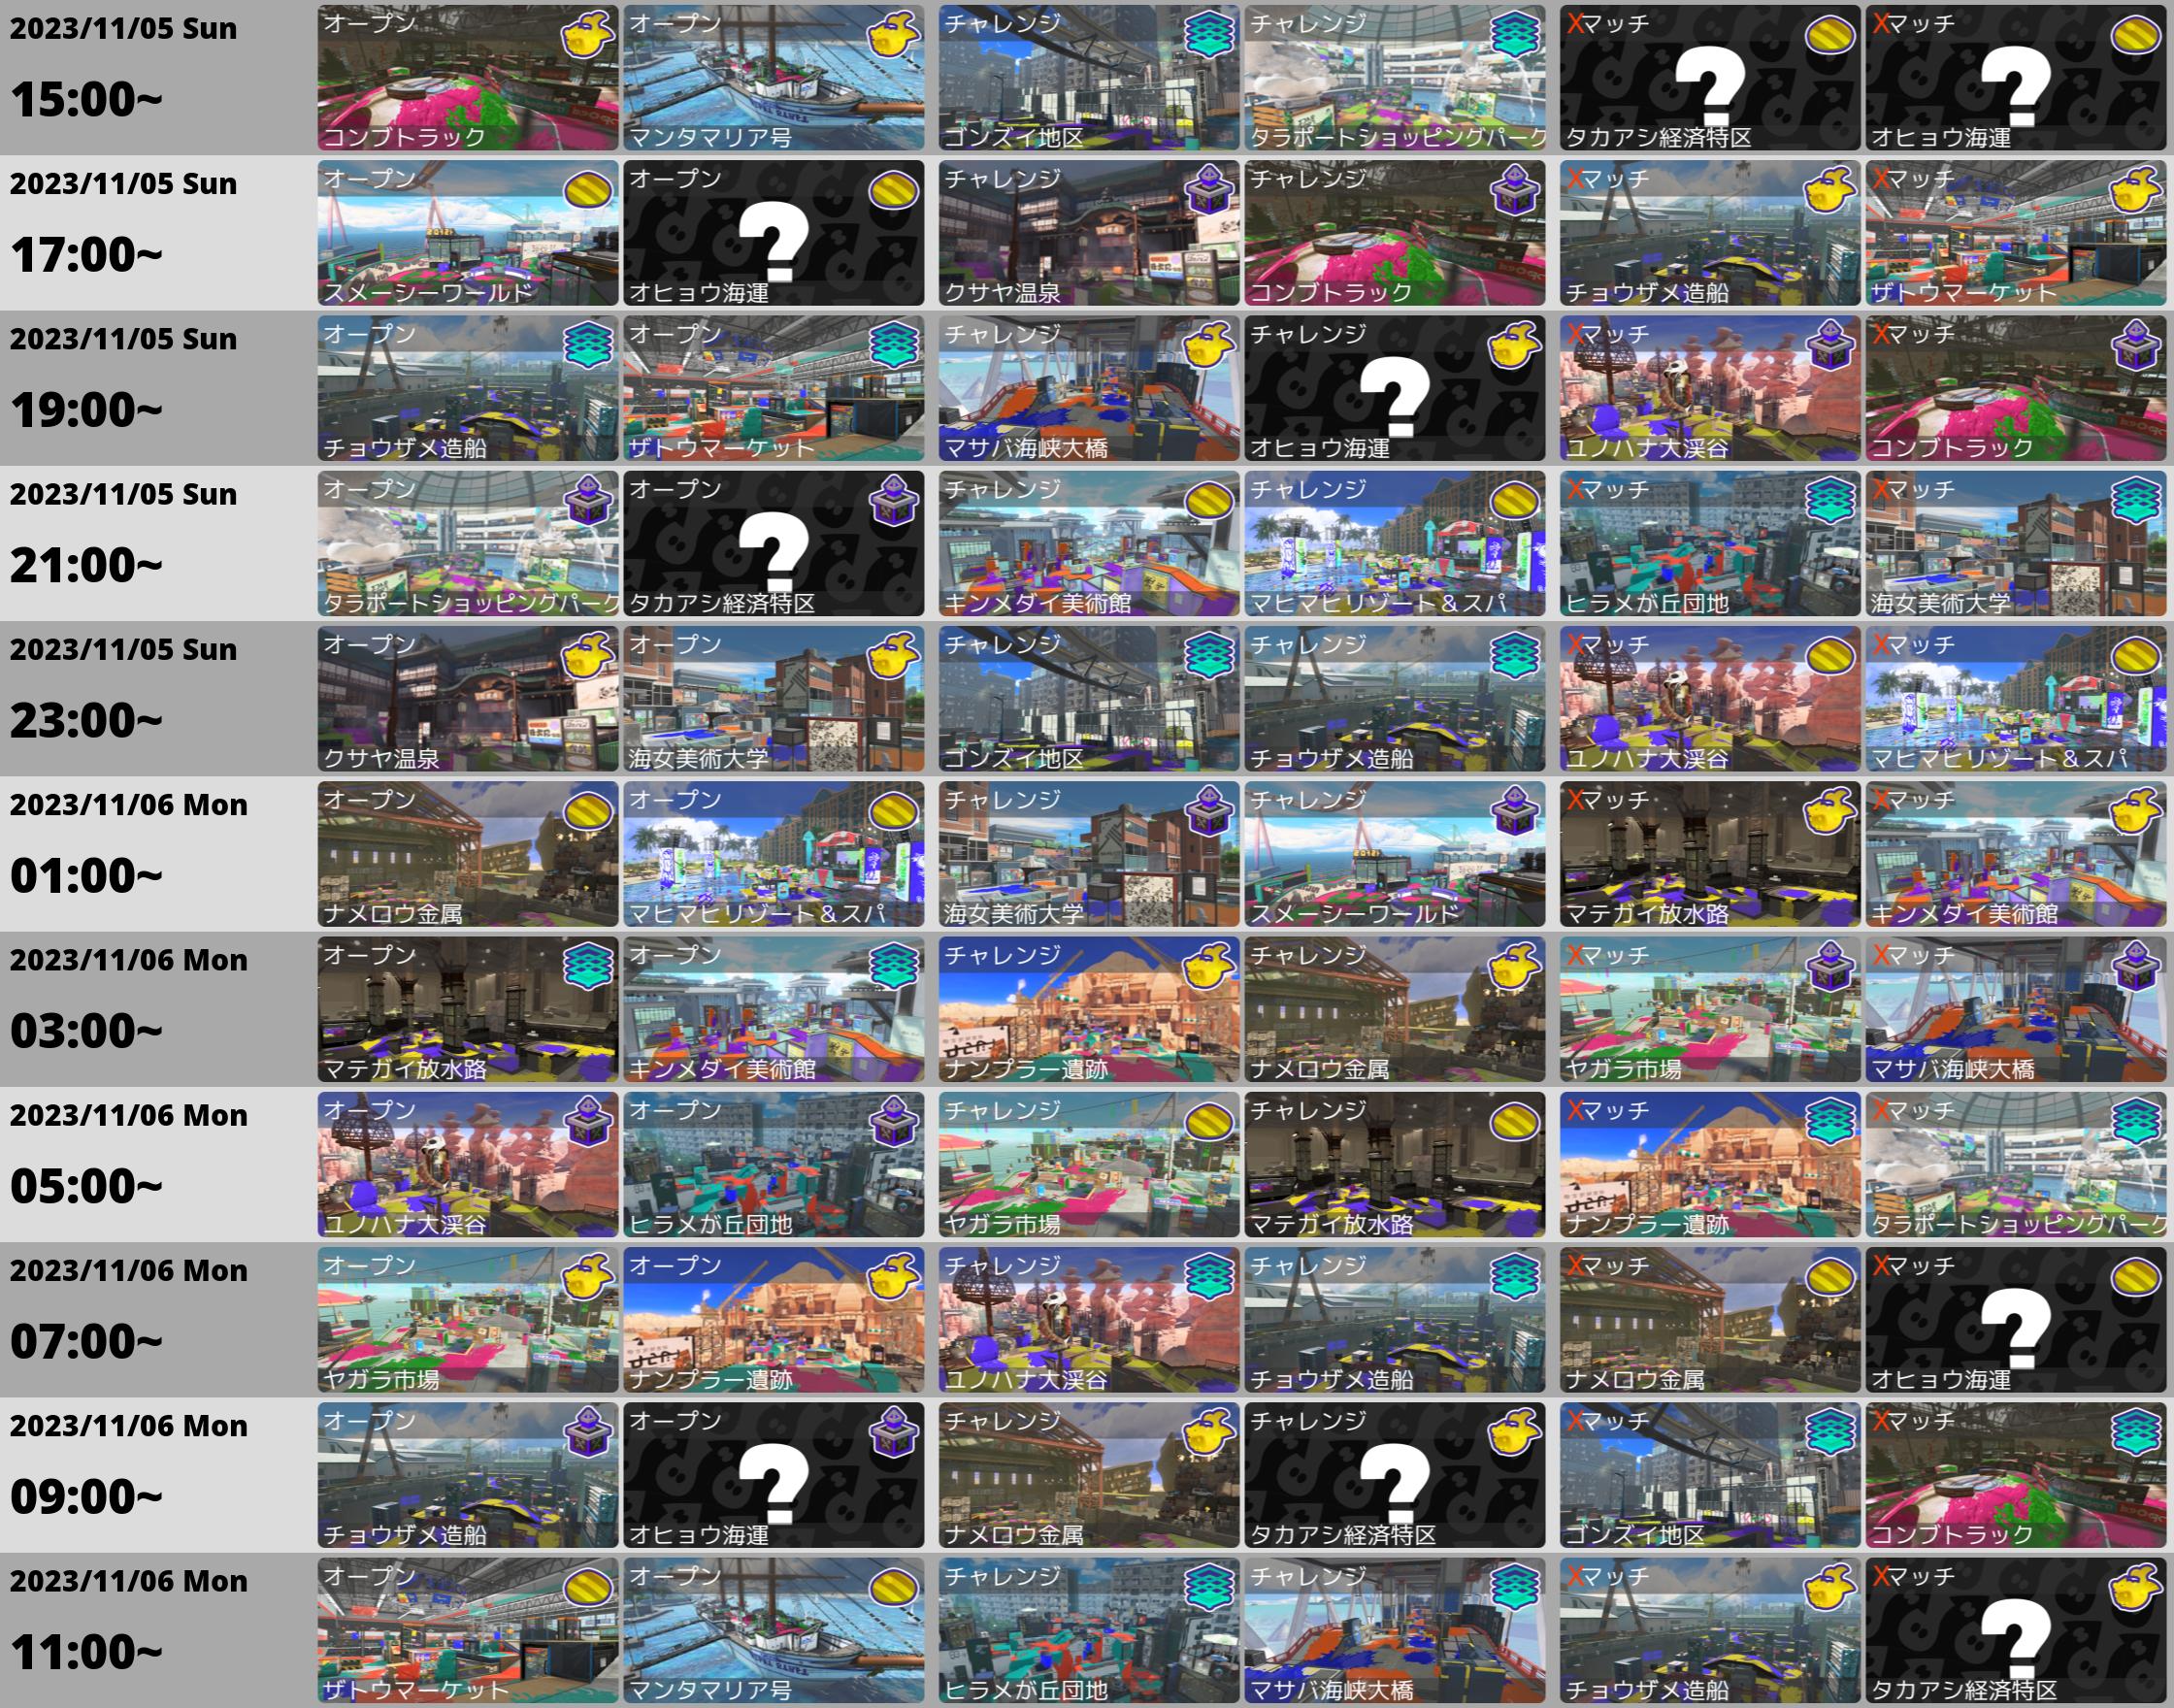 2023/11/05 Sun
15:00~
オープン
コンブトラック
オープン
マンタマリア号
チャレンジ
ゴンズイ地区
チャレンジ
タラポートショッピングパーク
Xマッチ
タカアシ経済特区
Xマッチ
オヒョウ海運
2023/11/05 Sun
17:00~
オープン
スメーシーワールド
オープン
オヒョウ海運
チャレンジ
クサヤ温泉
チャレンジ
コンブトラック
Xマッチ
チョウザメ造船
Xマッチ
ザトウマーケット
2023/11/05 Sun
19:00~
オープン
チョウザメ造船
オープン
ザトウマーケット
チャレンジ
マサバ海峡大橋
チャレンジ
オヒョウ海運
Xマッチ
ユノハナ大渓谷
Xマッチ
コンブトラック
2023/11/05 Sun
21:00~
オープン
タラポートショッピングパーク
オープン
タカアシ経済特区
チャレンジ
キンメダイ美術館
チャレンジ
マヒマヒリゾート＆スパ
Xマッチ
ヒラメが丘団地
Xマッチ
海女美術大学
2023/11/05 Sun
23:00~
オープン
クサヤ温泉
オープン
海女美術大学
チャレンジ
ゴンズイ地区
チャレンジ
チョウザメ造船
Xマッチ
ユノハナ大渓谷
Xマッチ
マヒマヒリゾート＆スパ
2023/11/06 Mon
01:00~
オープン
ナメロウ金属
オープン
マヒマヒリゾート＆スパ
チャレンジ
海女美術大学
チャレンジ
スメーシーワールド
Xマッチ
マテガイ放水路
Xマッチ
キンメダイ美術館
2023/11/06 Mon
03:00~
オープン
マテガイ放水路
オープン
キンメダイ美術館
チャレンジ
ナンプラー遺跡
チャレンジ
ナメロウ金属
Xマッチ
ヤガラ市場
Xマッチ
マサバ海峡大橋
2023/11/06 Mon
05:00~
オープン
ユノハナ大渓谷
オープン
ヒラメが丘団地
チャレンジ
ヤガラ市場
チャレンジ
マテガイ放水路
Xマッチ
ナンプラー遺跡
Xマッチ
タラポートショッピングパーク
2023/11/06 Mon
07:00~
オープン
ヤガラ市場
オープン
ナンプラー遺跡
チャレンジ
ユノハナ大渓谷
チャレンジ
チョウザメ造船
Xマッチ
ナメロウ金属
Xマッチ
オヒョウ海運
2023/11/06 Mon
09:00~
オープン
チョウザメ造船
オープン
オヒョウ海運
チャレンジ
ナメロウ金属
チャレンジ
タカアシ経済特区
Xマッチ
ゴンズイ地区
Xマッチ
コンブトラック
2023/11/06 Mon
11:00~
オープン
ザトウマーケット
オープン
マンタマリア号
チャレンジ
ヒラメが丘団地
チャレンジ
マサバ海峡大橋
Xマッチ
チョウザメ造船
Xマッチ
タカアシ経済特区